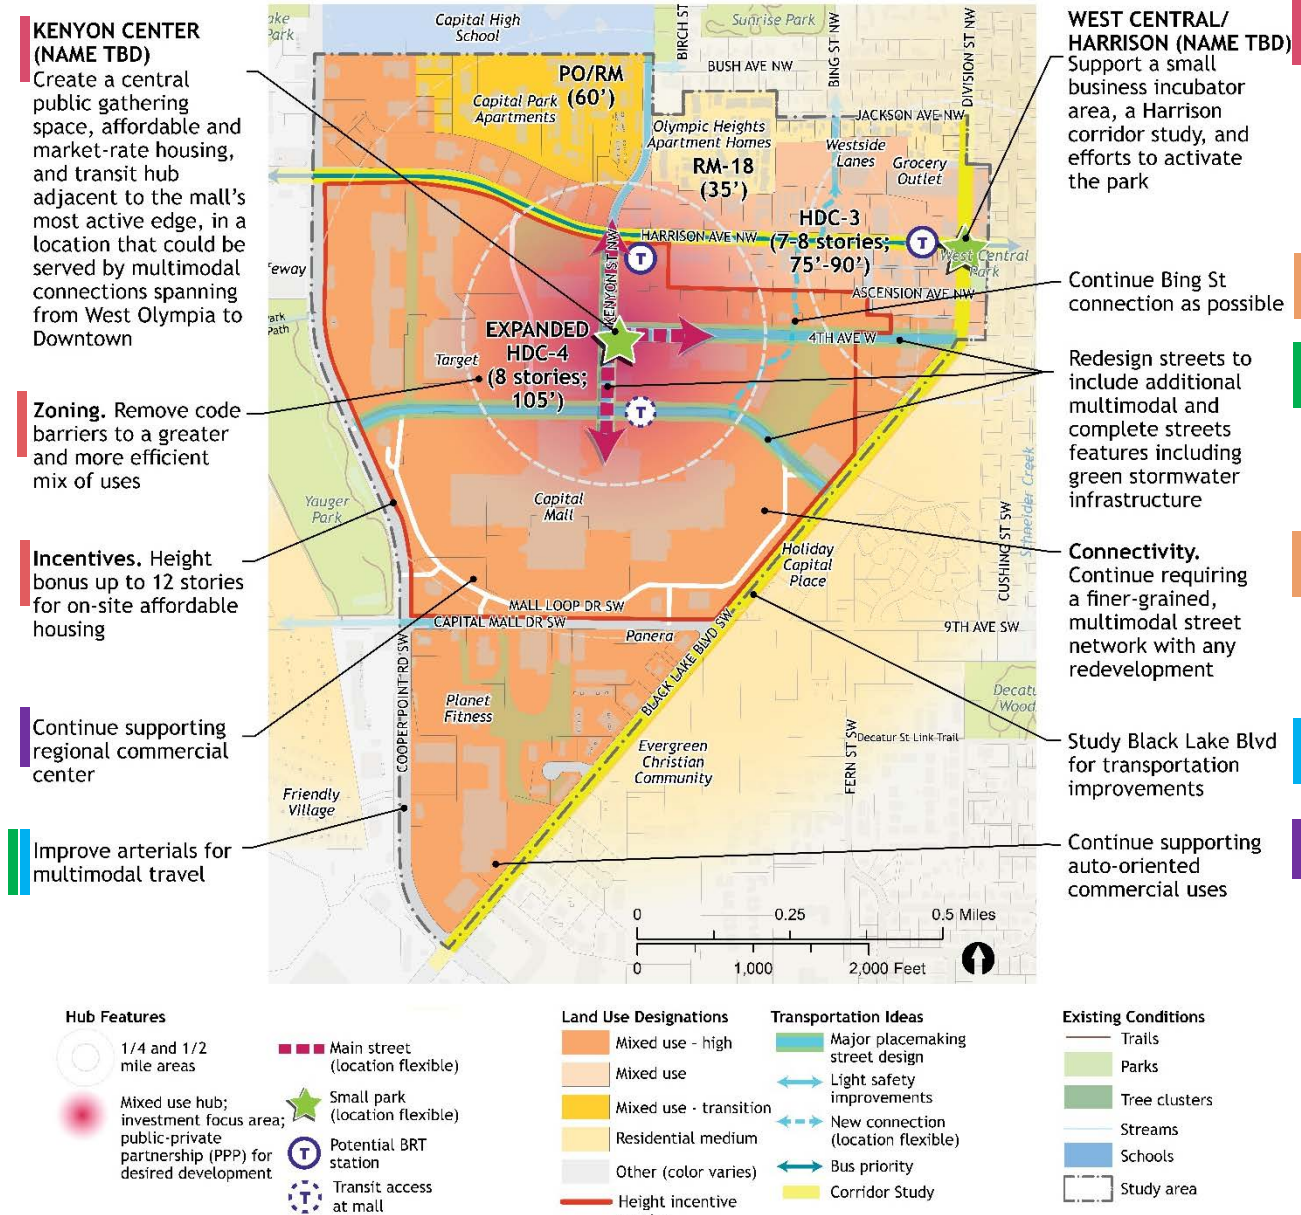 KENYON CENTER
(NAME TBD)
Create a central
public gathering
space, affordable and
market-rate housing,
and transit hub
adjacent to the mall's
most active edge, in a
location that could be
served by multimodal
connections spanning
from West Olympia to
Downtown
Zoning. Remove code
barriers to a greater
and more efficient
mix of uses
Incentives. Height
bonus up to 12 stories
for on-site affordable
housing
Continue supporting
regional commercial
center
Improve arterials for
multimodal travel
ake
Park
Capital High
School
BIRCH ST
Sunrise Park
BING ST NW
DIVISION ST NW
BUSH AVE NW
PO/RM
(60')
Capital Park
Apartments
JACKSON AVE NW
Olympic Heights
Apartment Homes
RM-18
(35')
Westside
Lanes
Grocery
Outlet
HDC-3
(7-8 stories;
75'-90')
HARRISON AVE NW
T
T
West Central
Park
KENYON ST NW
feway
ark
Path
ASCENSION AVE NW
EXPANDED
HDC-4
(8 stories;
105')
4TH AVE W
Target
T
Capital
Mall
Yauger
Park
Schneider Creek
CUSHING ST SW
Holiday
Capital
Place
MALL LOOP DR SW
CAPITAL MALL DR SW
Panera
9TH AVE SW
COOPER POINT RD SW
BLACK LAKE BLVD SW
Planet
Fitness
Decatu
Wood
FERN ST SW
Decatur St Link Trail
Evergreen
Christian
Community
Friendly
Village
0 0.25 0.5 Miles
0 1,000 2,000 Feet
WEST CENTRAL/
HARRISON (NAME TBD)
Support a small
business incubator
area, a Harrison
corridor study, and
efforts to activate
the park
Continue Bing St
connection as possible
Redesign streets to
include additional
multimodal and
complete streets
features including
green stormwater
infrastructure
Connectivity.
Continue requiring
a finer-grained,
multimodal street
network with any
redevelopment
Study Black Lake Blvd
for transportation
improvements
Continue supporting
auto-oriented
commercial uses
Hub Features
1/4 and 1/2
mile areas
Mixed use hub;
investment focus area;
public-private
partnership (PPP) for
desired development
Main street
(location flexible)
Small park
(location flexible)
T
Potential BRT
station
T
Transit access
at mall
Land Use Designations
Mixed use - high
Mixed use
Mixed use - transition
Residential medium
Other (color varies)
Height incentive
Transportation Ideas
Major placemaking
street design
Light safety
improvements
New connection
(location flexible)
Bus priority
Corridor Study
Existing Conditions
Trails
Parks
Tree clusters
Streams
Schools
Study area